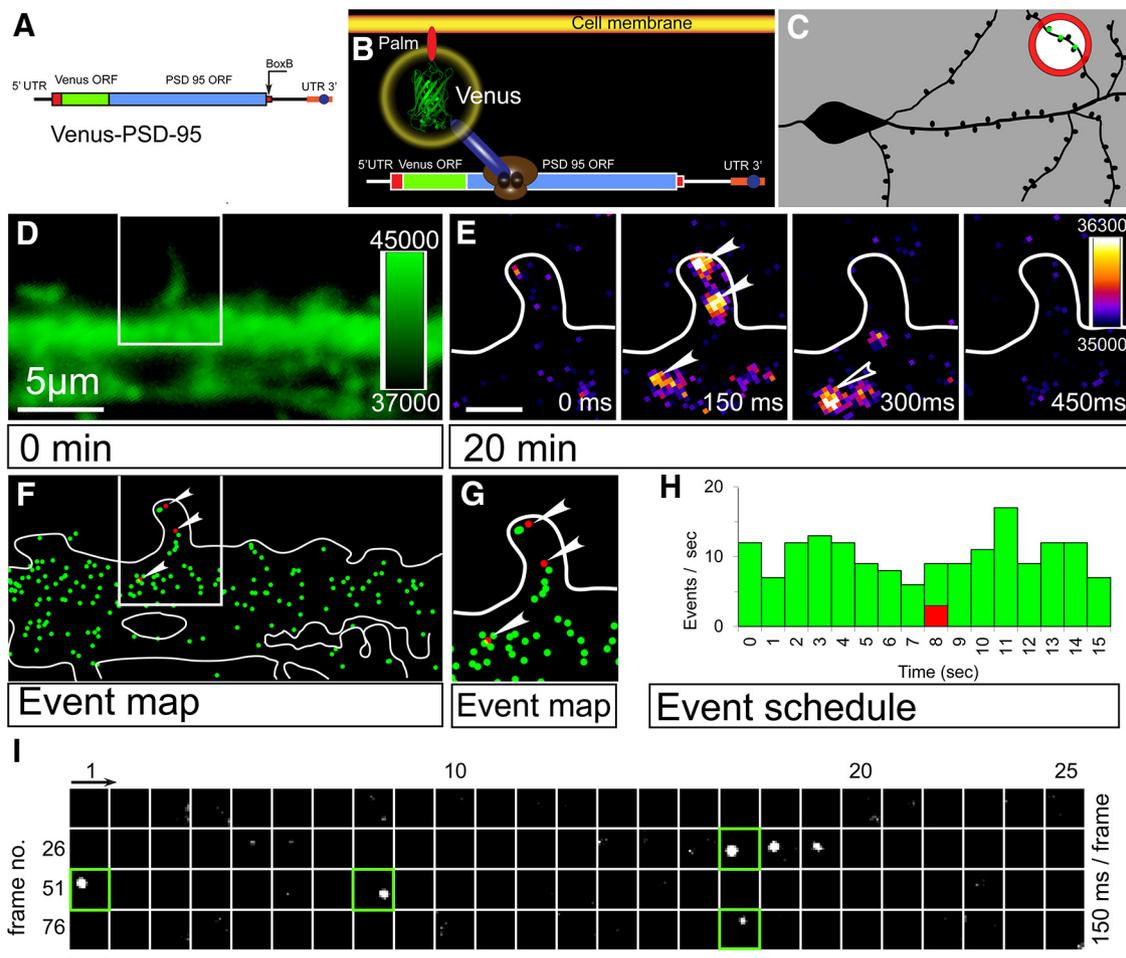 A
BoxB
5' UTR Venus ORF PSD 95 ORF UTR 3'
Venus-PSD-95
Cell membrane
B
Palm
Venus
5'UTR Venus ORF PSD 95 ORF UTR 3'
C
D
45000
5µm
37000
0 min
E
36300
35000
0 ms
150 ms
300ms
450ms
20 min
F
Event map
G
Event map
H
Events / sec
20
10
0
0 1 2 3 4 5 6 7 8 9 10 11 12 13 14 15
Time (sec)
Event schedule
I
1 10 20 25
frame no.
26
51
76
150 ms / frame